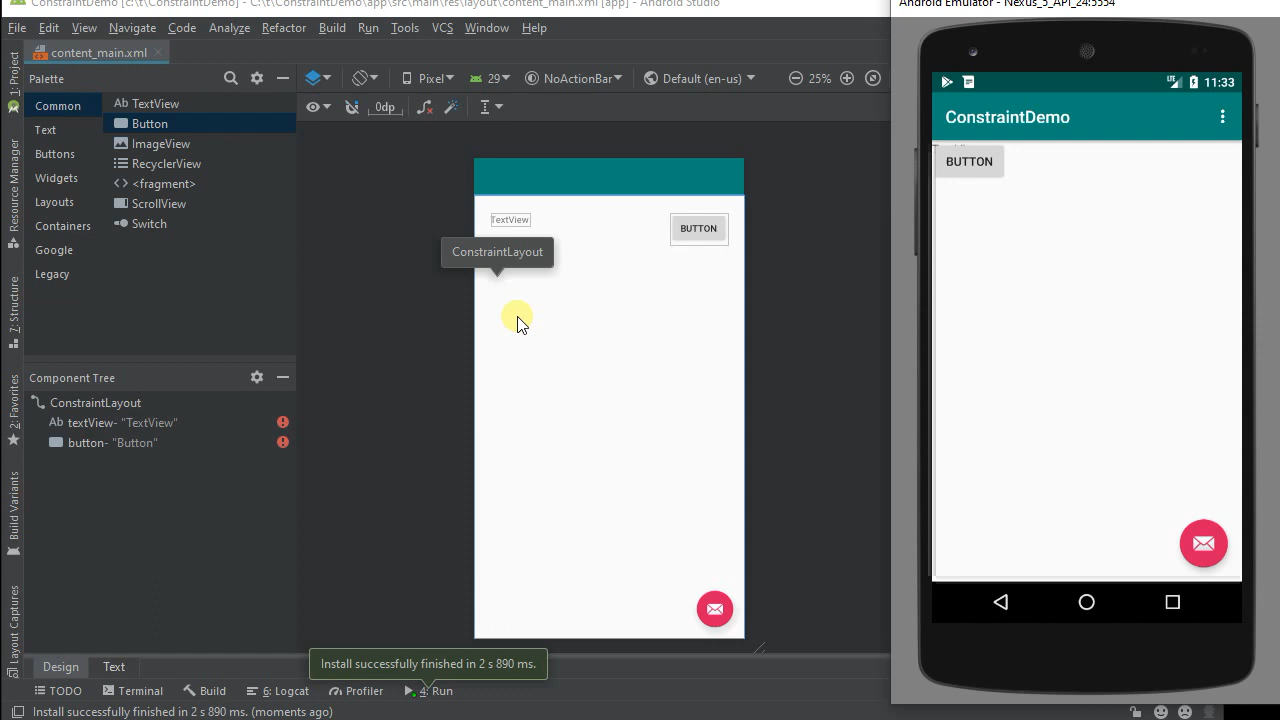 ConstraintDemo [c:\t\ConstraintDemo] - C:\t\ConstraintDemo\app\src\main\res\layout\content_main.xml [app] - Android Studio
Android Emulator - Nexus_5_API_24:5554
File Edit View Navigate Code Analyze Refactor Build Run Tools VCS Window Help
content_main.xml
1: Project
Resource Manager
7: Structure
2: Favorites
Build Variants
Layout Captures
Palette
Pixel 29 NoActionBar Default (en-us) 25%
0dp
Common
Text
Buttons
Widgets
Layouts
Containers
Google
Legacy
Ab TextView
Button
ImageView
RecyclerView
<fragment>
ScrollView
Switch
Component Tree
ConstraintLayout
Ab textView- "TextView"
button- "Button"
TextView
BUTTON
ConstraintLayout
LTE 11:33
ConstraintDemo
BUTTON
Design Text
Install successfully finished in 2 s 890 ms.
TODO Terminal Build 6: Logcat Profiler 4: Run
Install successfully finished in 2 s 890 ms. (moments ago)